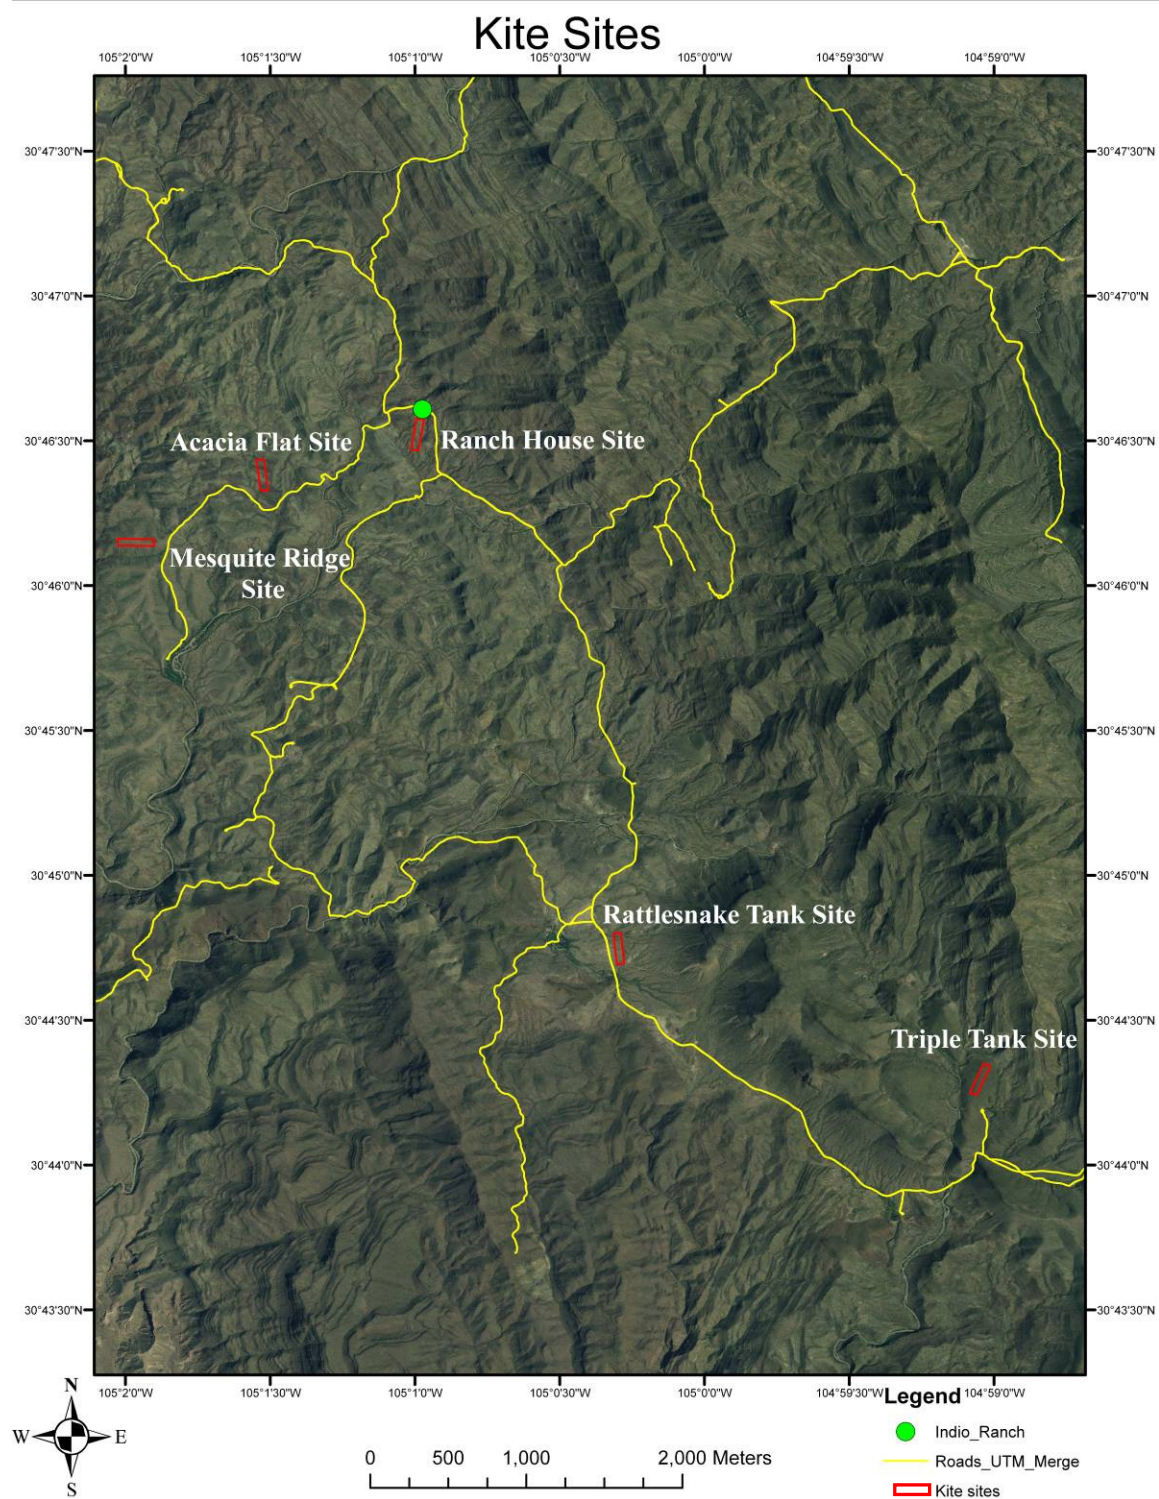 Kite Sites
105°2'0"W 105°1'30"W 105°1'0"W 105°0'30"W 105°0'0"W 104°59'30"W 104°59'0"W
30°47'30"N 30°47'30"N
30°47'0"N 30°47'0"N
30°46'30"N 30°46'30"N
Acacia Flat Site
Ranch House Site
Mesquite Ridge
Site
30°46'0"N 30°46'0"N
30°45'30"N 30°45'30"N
30°45'0"N 30°45'0"N
Rattlesnake Tank Site
30°44'30"N 30°44'30"N
Triple Tank Site
30°44'0"N 30°44'0"N
30°43'30"N 30°43'30"N
105°2'0"W 105°1'30"W 105°1'0"W 105°0'30"W 105°0'0"W 104°59'30"W 104°59'0"W
N
W E
S
0 500 1,000 2,000 Meters
Legend
Indio_Ranch
Roads_UTM_Merge
Kite sites